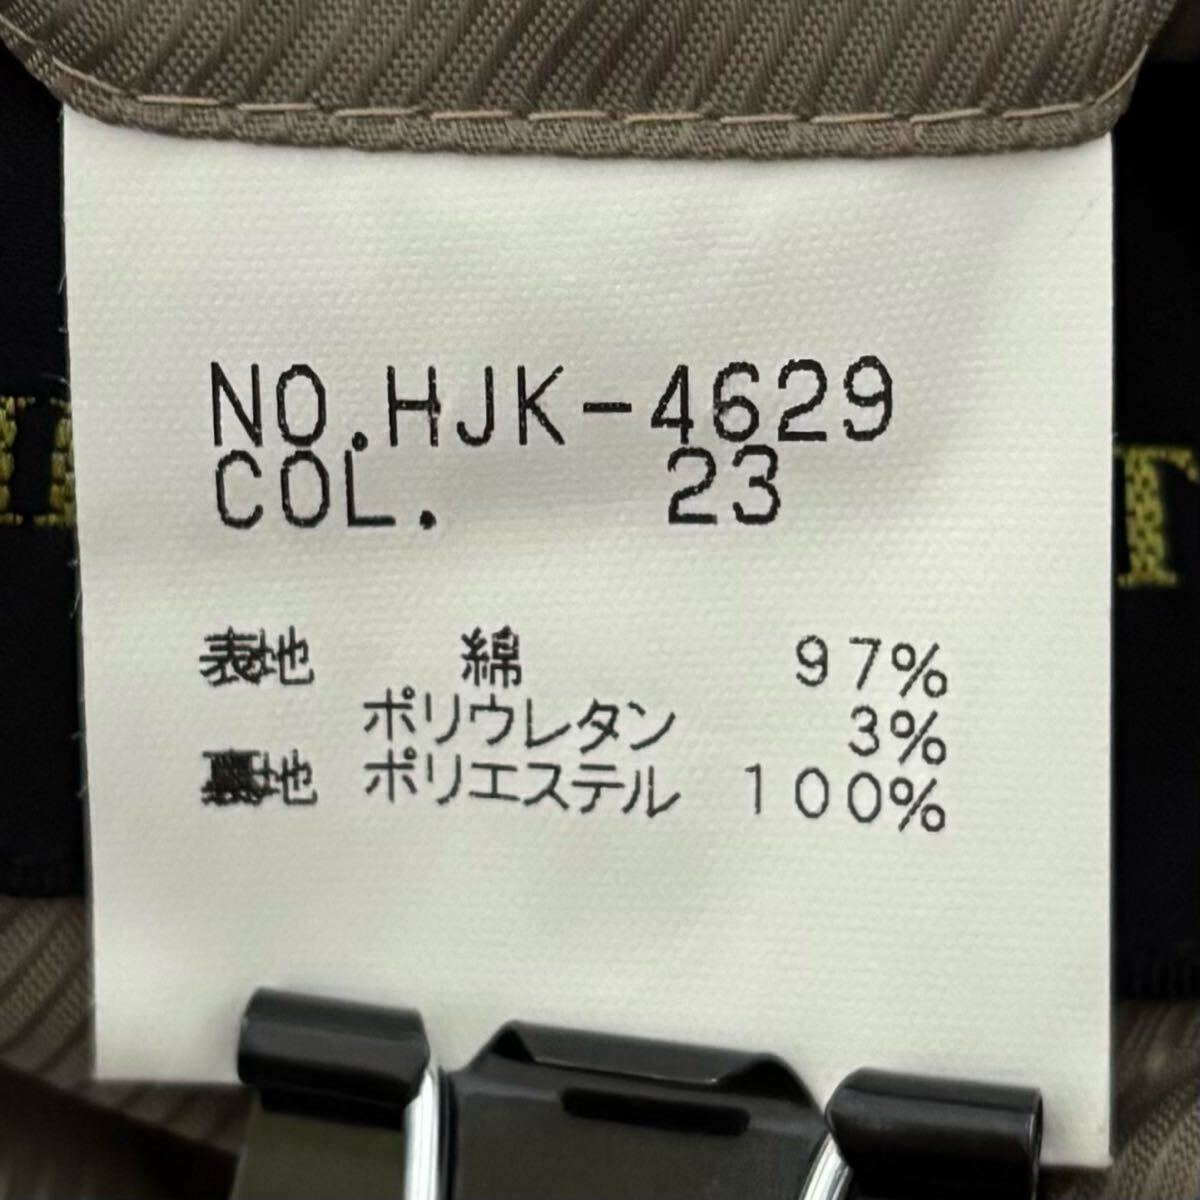 NO.HJK-4629
COL. 23
表地 綿 97%
ポリウレタン 3%
裏地 ポリエステル 100%